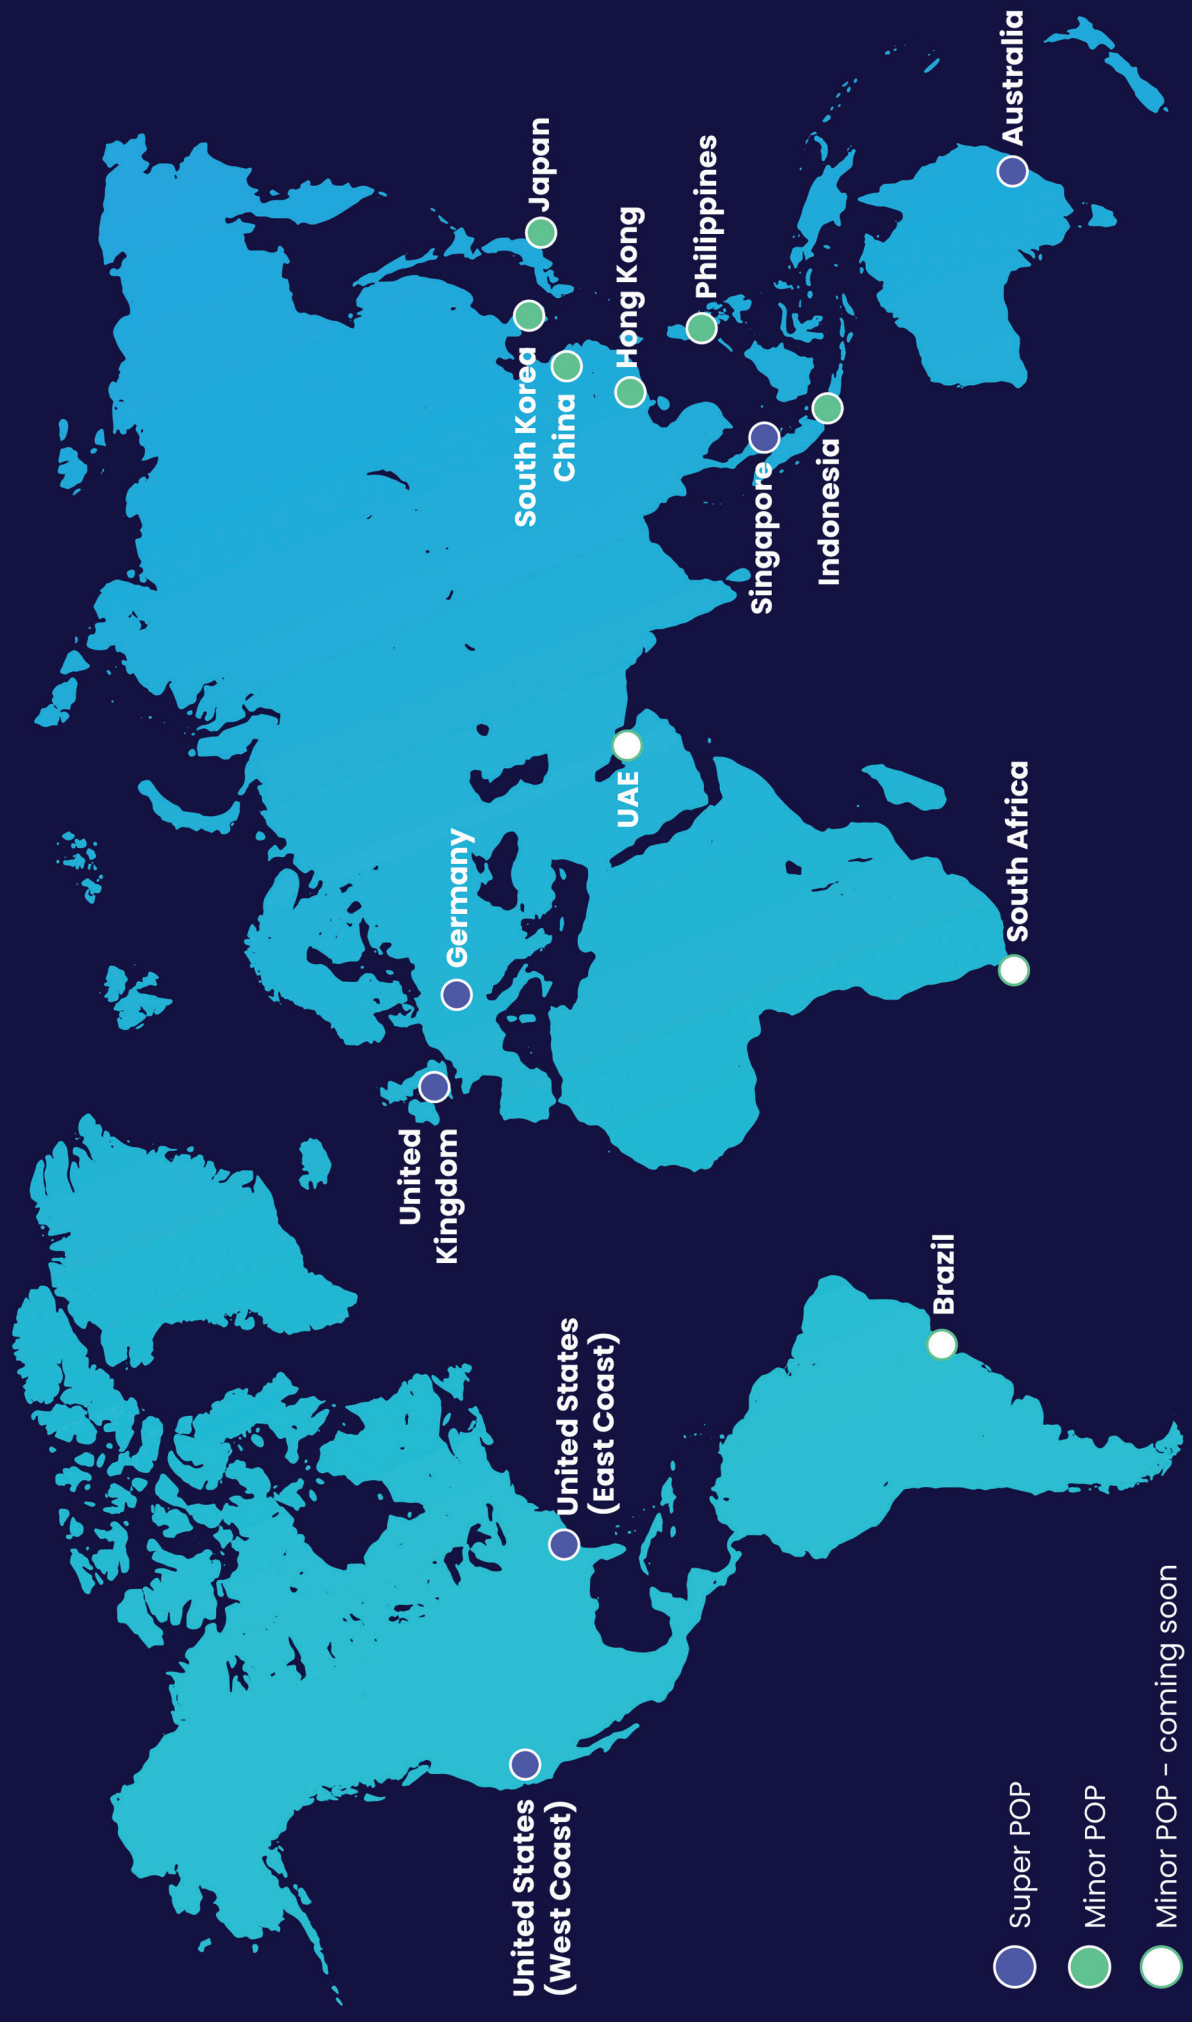 United States
(West Coast)
United States
(East Coast)
Brazil
United
Kingdom
Germany
UAE
South Africa
South Korea
China
Japan
Hong Kong
Philippines
Singapore
Indonesia
Australia
Super POP
Minor POP
Minor POP - coming soon